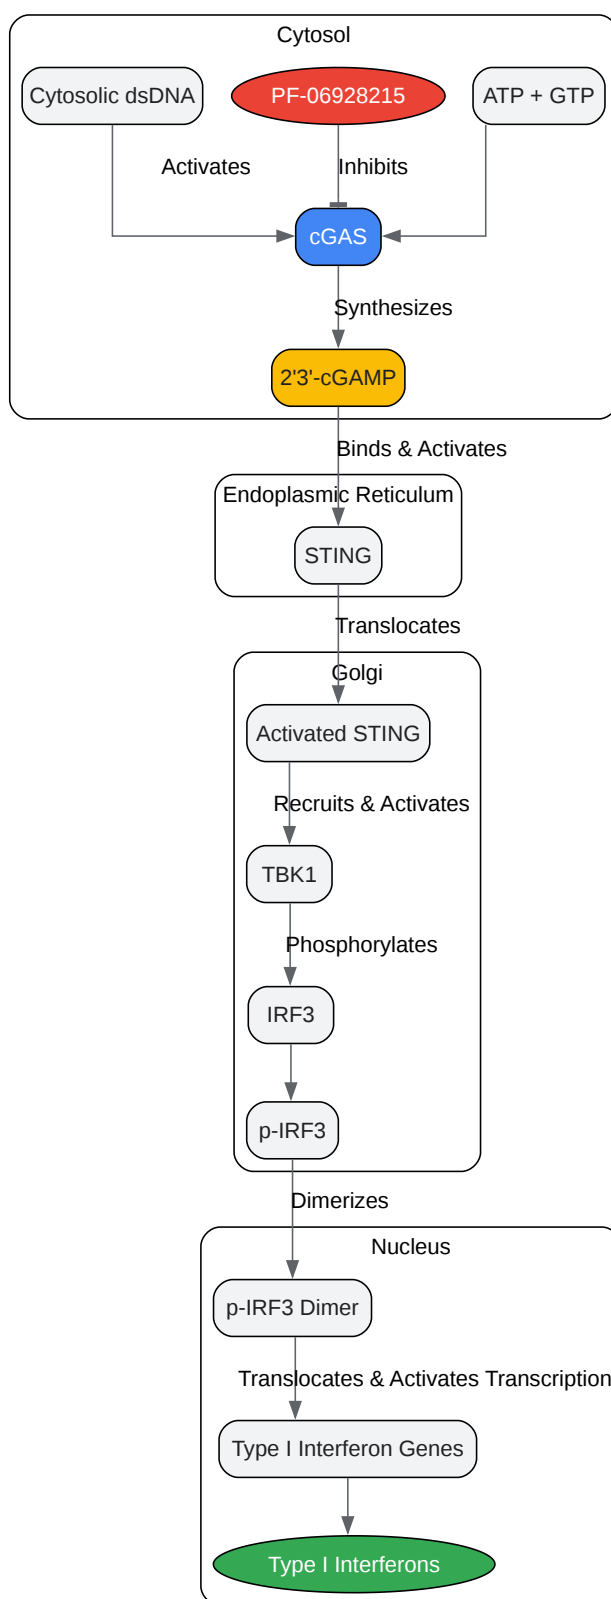 Cytosol
Cytosolic dsDNA
PF-06928215
ATP + GTP
Activates
Inhibits
cGAS
Synthesizes
2'3'-cGAMP
Binds & Activates
Endoplasmic Reticulum
STING
Translocates
Golgi
Activated STING
Recruits & Activates
TBK1
Phosphorylates
IRF3
p-IRF3
Dimerizes
Nucleus
p-IRF3 Dimer
Translocates & Activates Transcription
Type I Interferon Genes
Type I Interferons